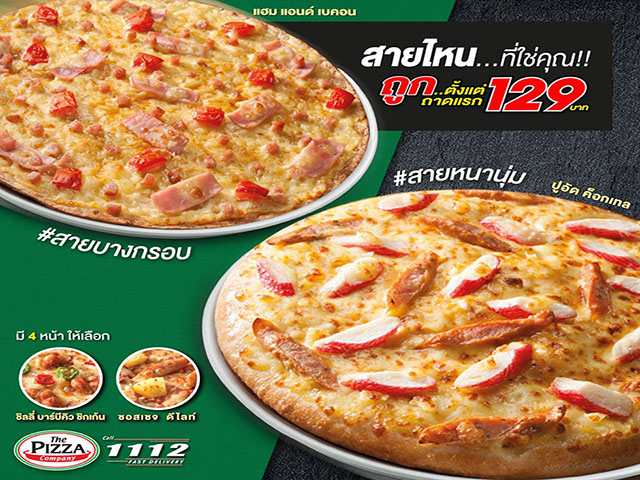 แฮม แอนด์ เบคอน
สายไหน...ที่ใช่คุณ!!
ถูก..ตั้งแต่ถาดแรก 129 บาท
#สายหนานุ่ม
ปูอัด ค็อกเทล
#สายบางกรอบ
มี 4 หน้า ให้เลือก
ชิลลี่ บาร์บีคิว ชิกเก้น
ซอสเซจ ดีไลท์
The PIZZA Company
Call 1112
FAST DELIVERY